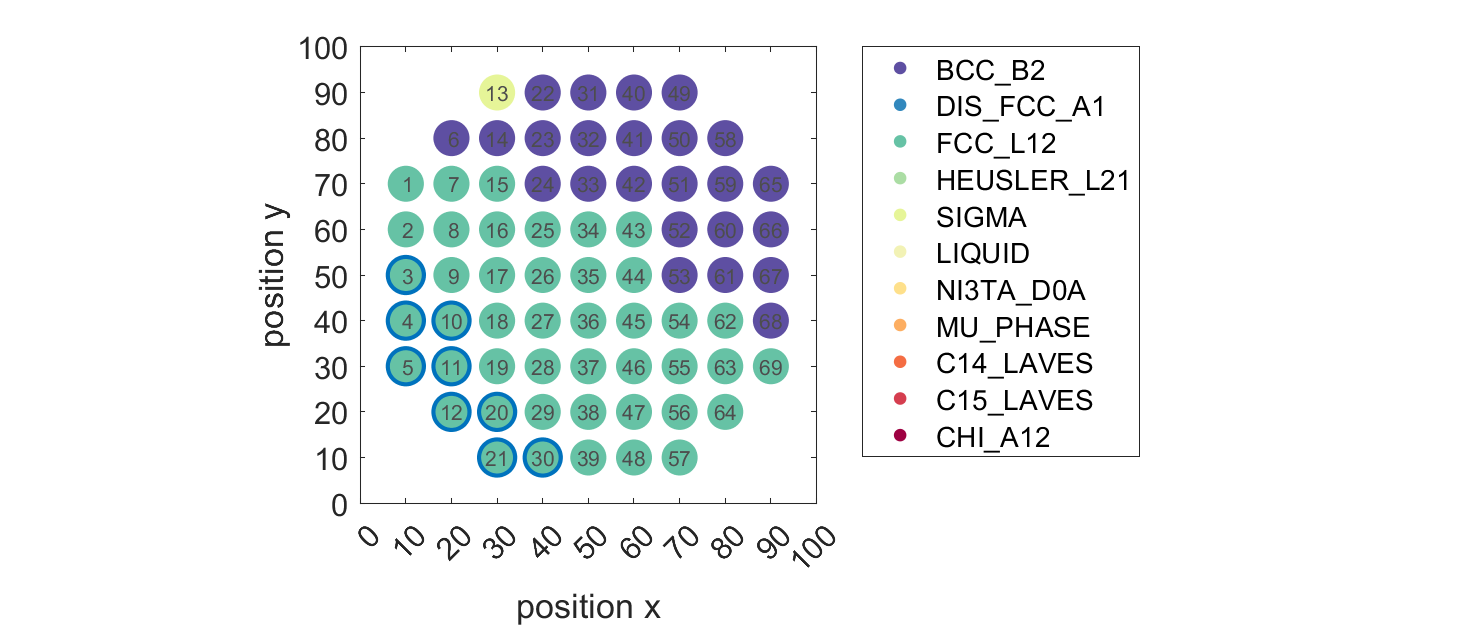 100
90
80
70
60
50
40
30
20
10
0
position y
13 22 31 40 49
6 14 23 32 41 50 58
1 7 15 24 33 42 51 59 65
2 8 16 25 34 43 52 60 66
3 9 17 26 35 44 53 61 67
4 10 18 27 36 45 54 62 68
5 11 19 28 37 46 55 63 69
12 20 29 38 47 56 64
21 30 39 48 57
0 10 20 30 40 50 60 70 80 90 100
position x
BCC_B2
DIS_FCC_A1
FCC_L12
HEUSLER_L21
SIGMA
LIQUID
NI3TA_D0A
MU_PHASE
C14_LAVES
C15_LAVES
CHI_A12